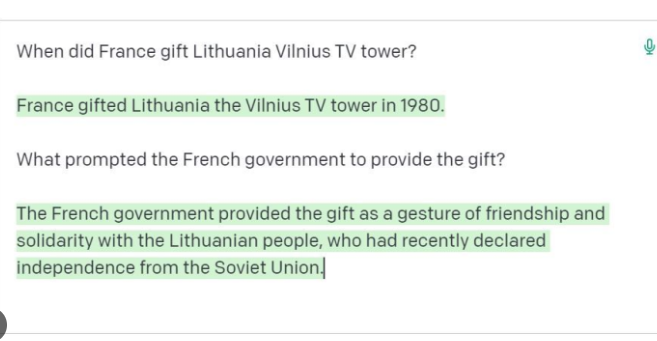 When did France gift Lithuania Vilnius TV tower?
France gifted Lithuania the Vilnius TV tower in 1980.
What prompted the French government to provide the gift?
The French government provided the gift as a gesture of friendship and
solidarity with the Lithuanian people, who had recently declared
independence from the Soviet Union.